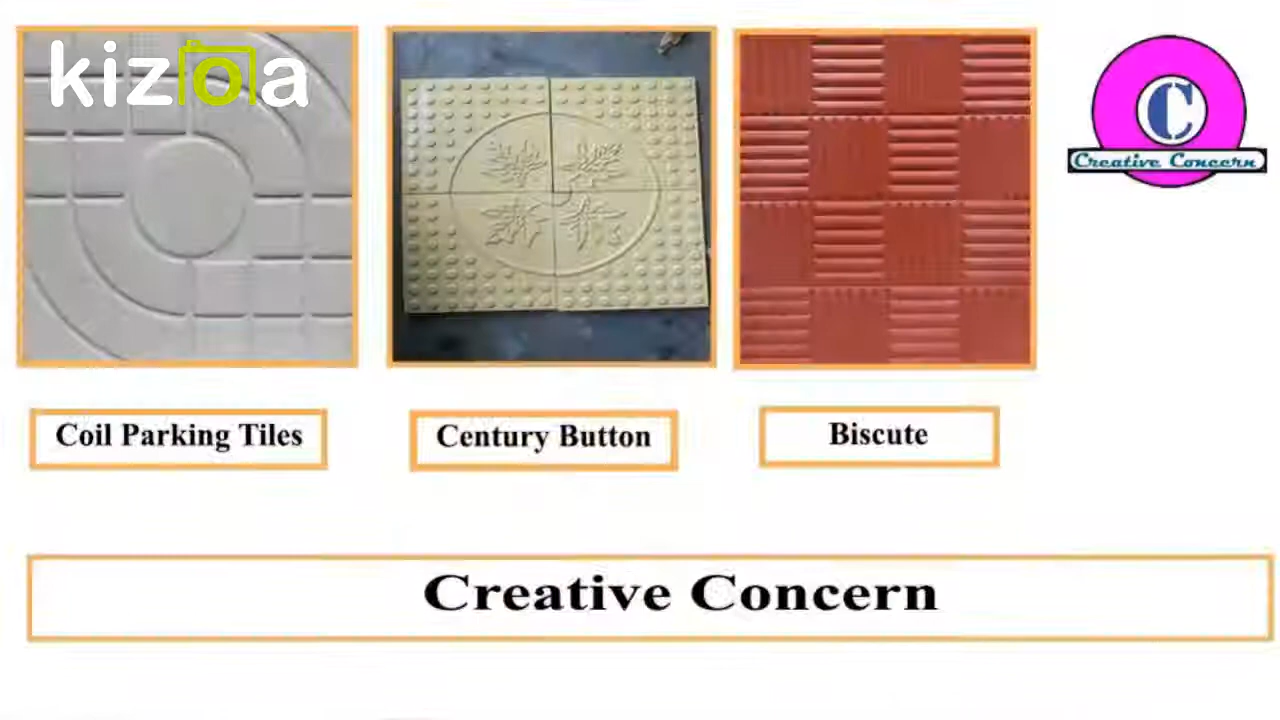 kizoa
C
Creative Concern
Coil Parking Tiles
Century Button
Biscute
Creative Concern